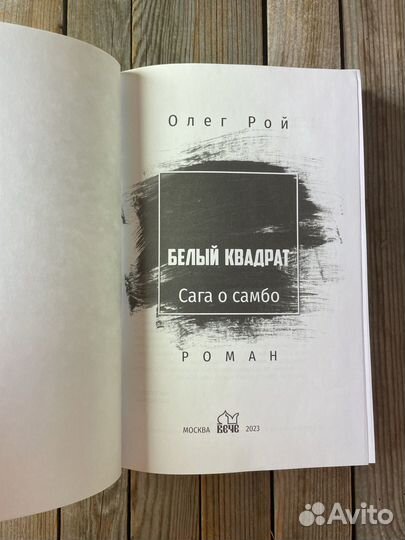 Олег Рой
БЕЛЫЙ КВАДРАТ
Сага о самбо
РОМАН
МОСКВА ВЕЧЕ 2023
Avito